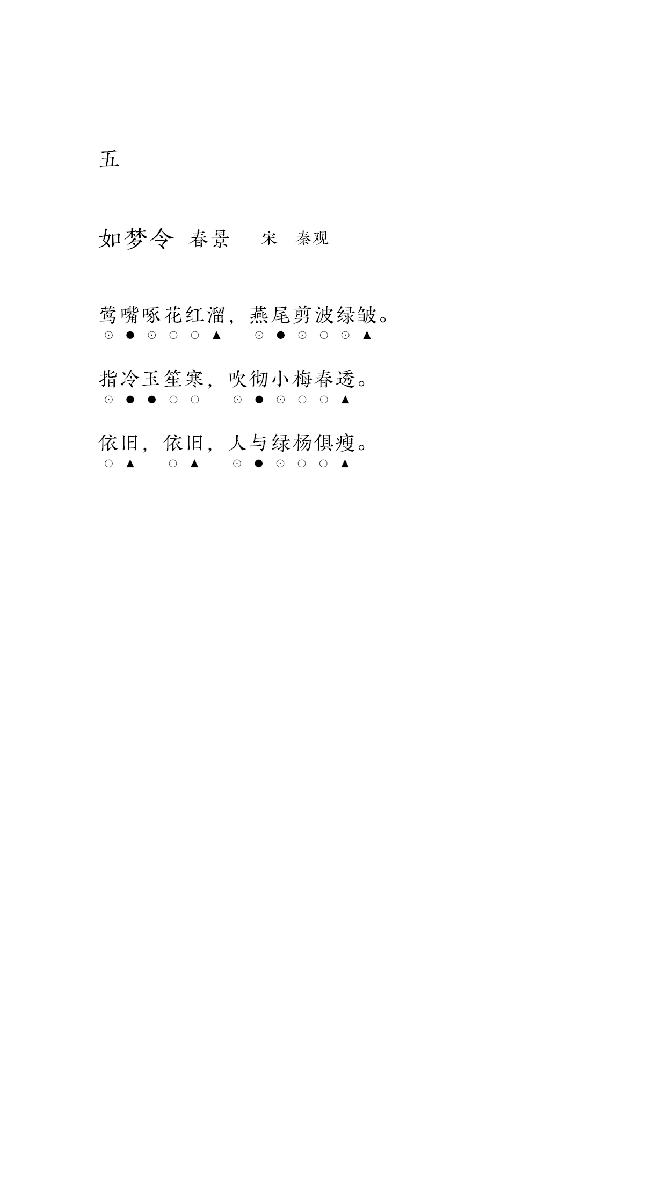 五
如梦令 春景 宋 秦观
莺嘴啄花红溜，燕尾剪波绿皱。
⊙●⊙○○▲ ⊙●⊙○⊙▲
指冷玉笙寒，吹彻小梅春透。
⊙●●○○ ⊙●⊙○○▲
依旧，依旧，人与绿杨俱瘦。
○▲ ○▲ ⊙●⊙○○▲